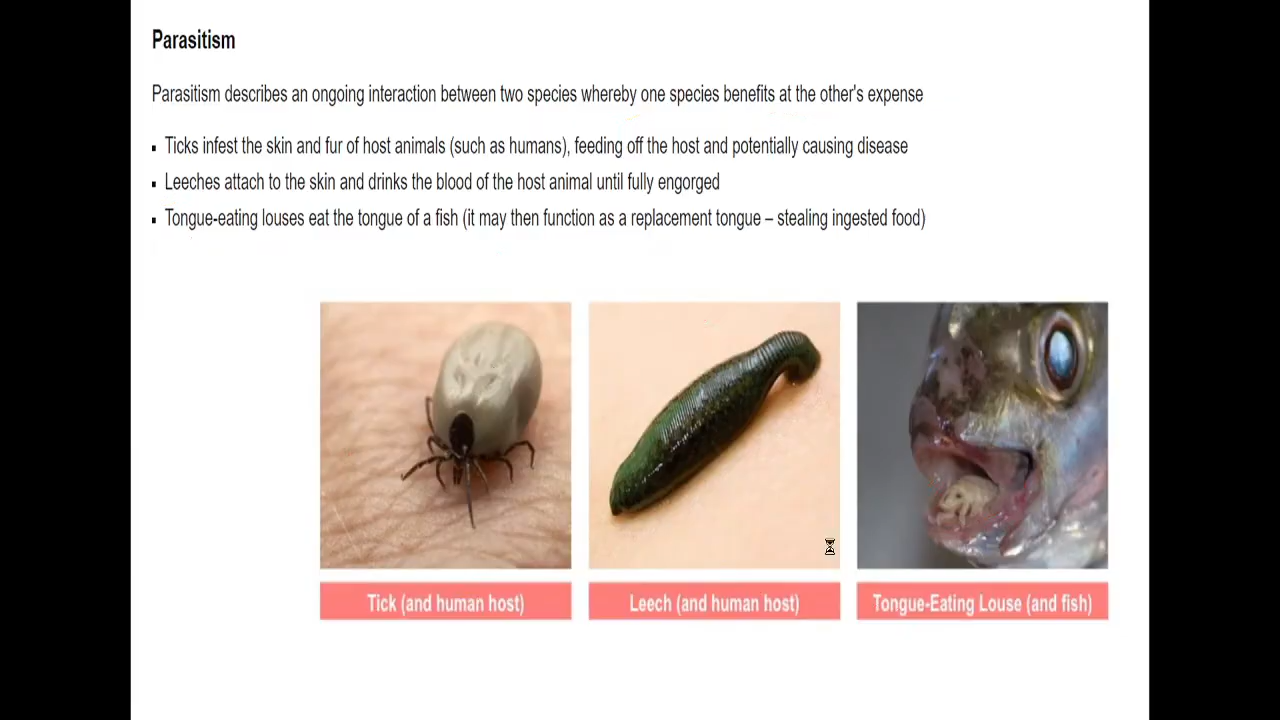 Parasitism
Parasitism describes an ongoing interaction between two species whereby one species benefits at the other's expense
▪ Ticks infest the skin and fur of host animals (such as humans), feeding off the host and potentially causing disease
▪ Leeches attach to the skin and drinks the blood of the host animal until fully engorged
▪ Tongue-eating louses eat the tongue of a fish (it may then function as a replacement tongue – stealing ingested food)
Tick (and human host)
Leech (and human host)
Tongue-Eating Louse (and fish)